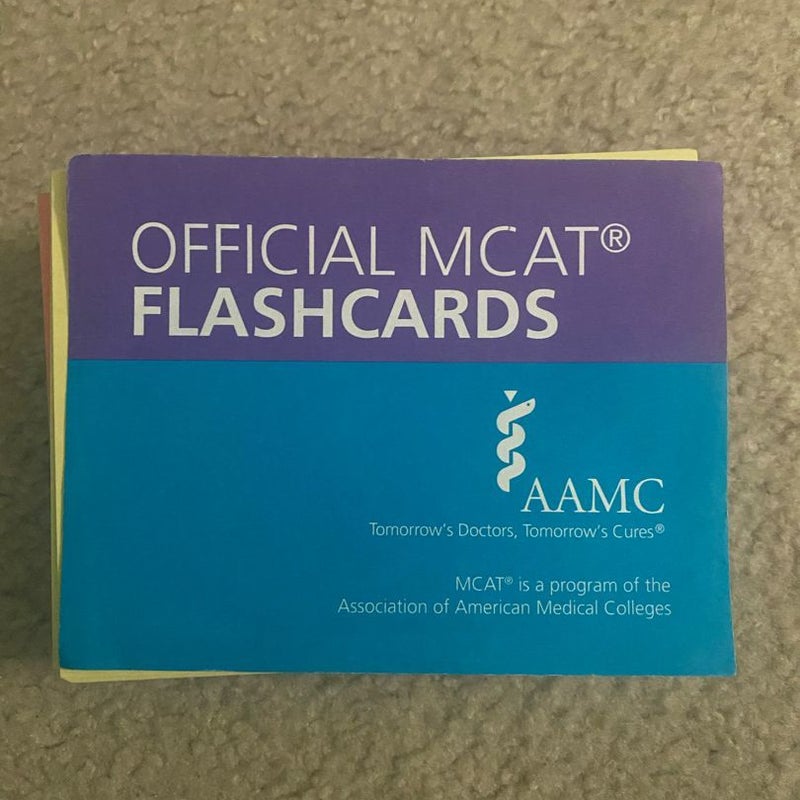 OFFICIAL MCAT®
FLASHCARDS
AAMC
Tomorrow's Doctors, Tomorrow's Cures®
MCAT® is a program of the
Association of American Medical Colleges